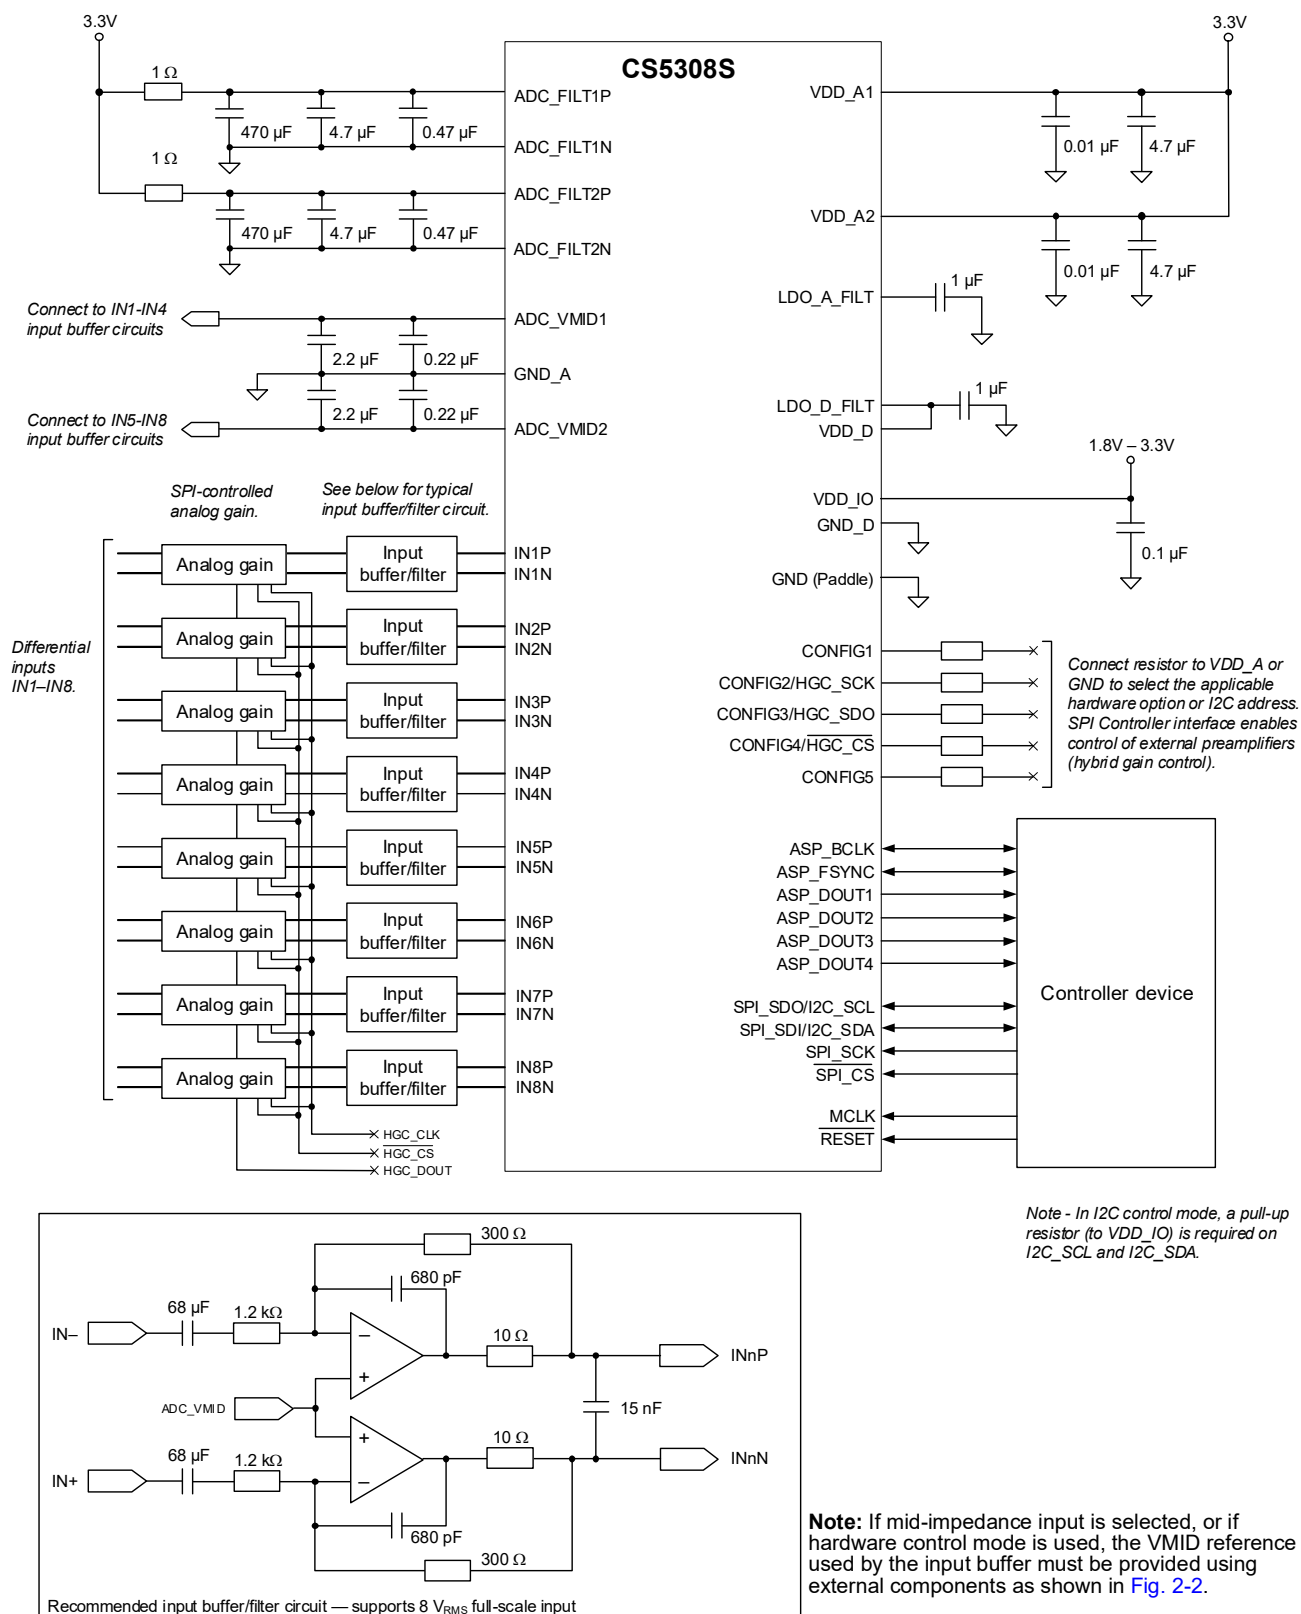 3.3V
3.3V
CS5308S
1 Ω
ADC_FILT1P
470 µF
4.7 µF
0.47 µF
ADC_FILT1N
1 Ω
ADC_FILT2P
470 µF
4.7 µF
0.47 µF
ADC_FILT2N
Connect to IN1-IN4
input buffer circuits
ADC_VMID1
2.2 µF
0.22 µF
GND_A
2.2 µF
0.22 µF
Connect to IN5-IN8
input buffer circuits
ADC_VMID2
VDD_A1
0.01 µF
4.7 µF
VDD_A2
0.01 µF
4.7 µF
LDO_A_FILT
1 µF
LDO_D_FILT
1 µF
VDD_D
1.8V – 3.3V
VDD_IO
GND_D
0.1 µF
GND (Paddle)
SPI-controlled
analog gain.
See below for typical
input buffer/filter circuit.
Differential
inputs
IN1–IN8.
Analog gain
Input
buffer/filter
IN1P
IN1N
Analog gain
Input
buffer/filter
IN2P
IN2N
Analog gain
Input
buffer/filter
IN3P
IN3N
Analog gain
Input
buffer/filter
IN4P
IN4N
Analog gain
Input
buffer/filter
IN5P
IN5N
Analog gain
Input
buffer/filter
IN6P
IN6N
Analog gain
Input
buffer/filter
IN7P
IN7N
Analog gain
Input
buffer/filter
IN8P
IN8N
HGC_CLK
HGC_CS
HGC_DOUT
CONFIG1
CONFIG2/HGC_SCK
CONFIG3/HGC_SDO
CONFIG4/HGC_CS
CONFIG5
Connect resistor to VDD_A or
GND to select the applicable
hardware option or I2C address.
SPI Controller interface enables
control of external preamplifiers
(hybrid gain control).
ASP_BCLK
ASP_FSYNC
ASP_DOUT1
ASP_DOUT2
ASP_DOUT3
ASP_DOUT4
SPI_SDO/I2C_SCL
SPI_SDI/I2C_SDA
SPI_SCK
SPI_CS
MCLK
RESET
Controller device
Note - In I2C control mode, a pull-up
resistor (to VDD_IO) is required on
I2C_SCL and I2C_SDA.
300 Ω
680 pF
68 µF
1.2 kΩ
IN–
–
+
10 Ω
INnP
ADC_VMID
15 nF
68 µF
1.2 kΩ
IN+
+
–
10 Ω
INnN
680 pF
300 Ω
Recommended input buffer/filter circuit — supports 8 VRMS full-scale input
Note: If mid-impedance input is selected, or if
hardware control mode is used, the VMID reference
used by the input buffer must be provided using
external components as shown in Fig. 2-2.